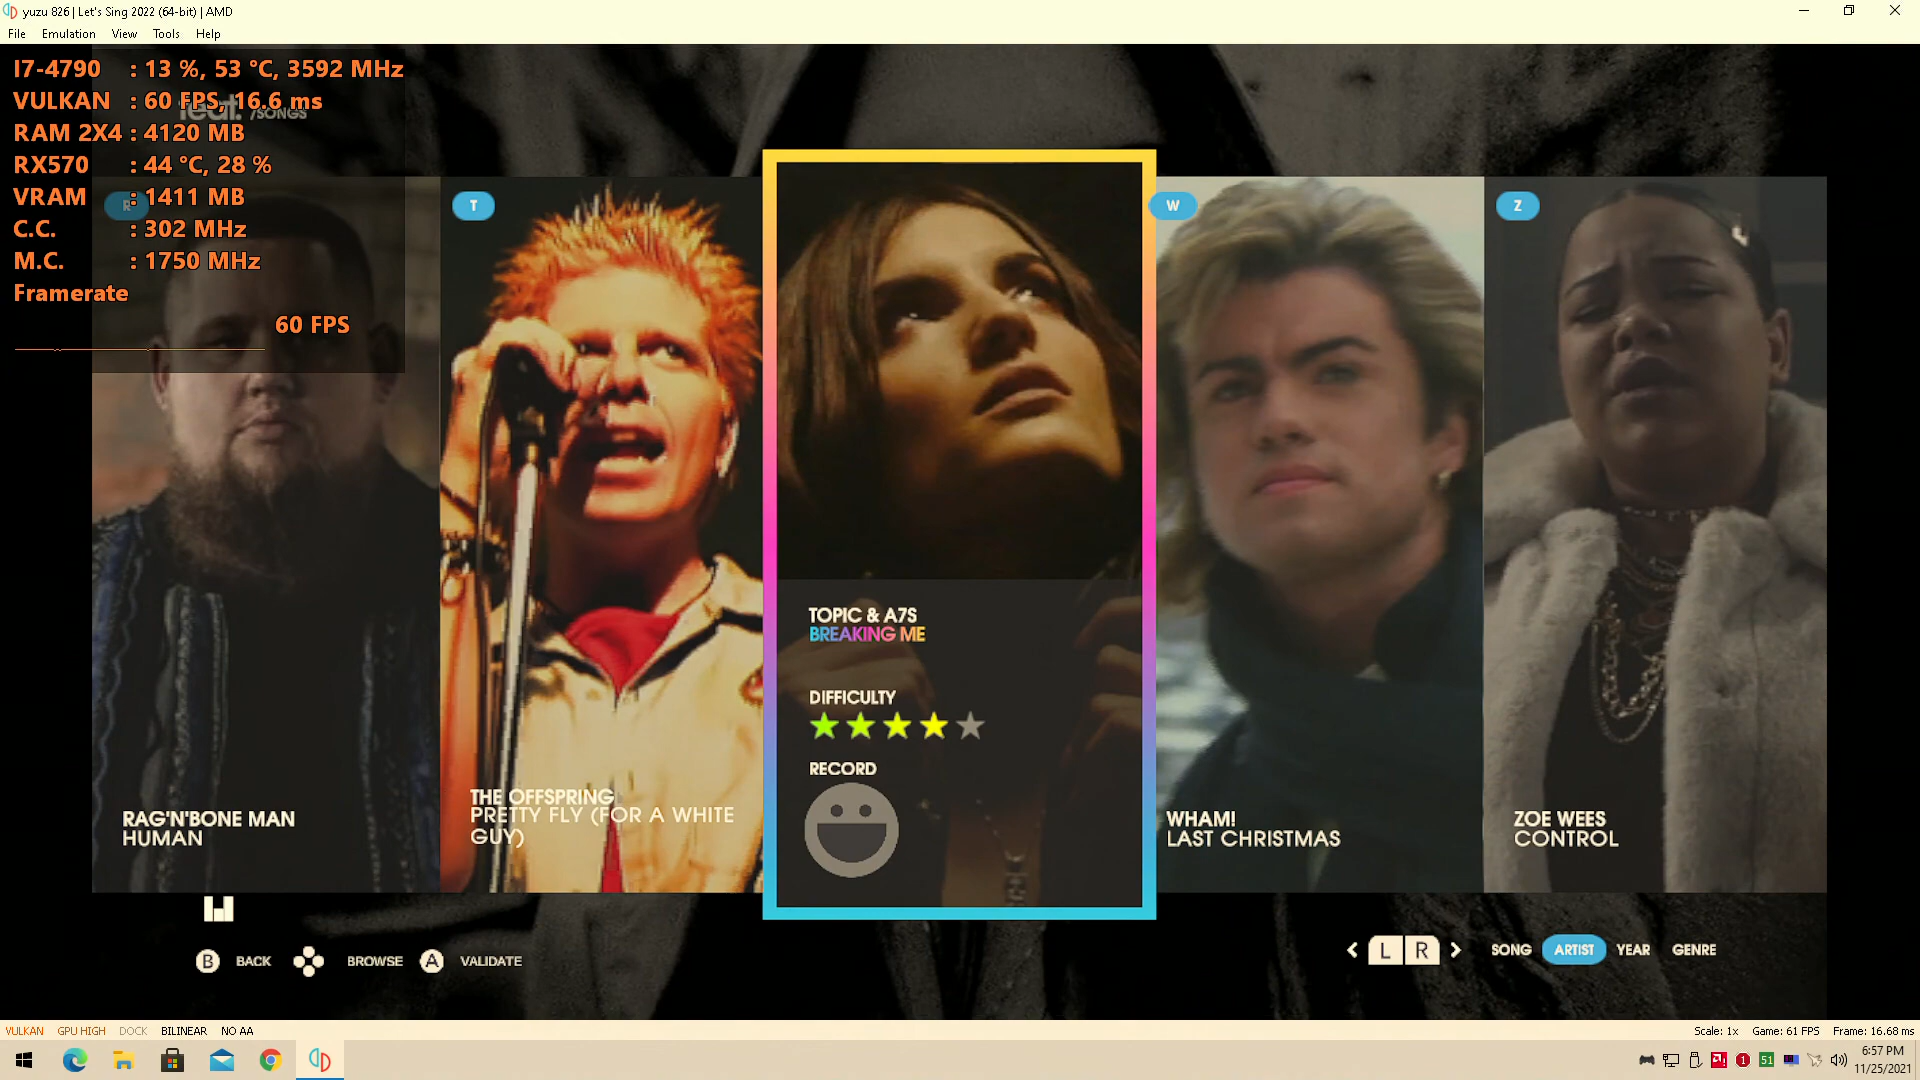 yuzu 826 | Let's Sing 2022 (64-bit) | AMD
File Emulation View Tools Help
I7-4790 : 13 %, 53 °C, 3592 MHz
VULKAN : 60 FPS, 16.6 ms
feat. /SONGS
RAM 2X4 : 4120 MB
RX570 : 44 °C, 28 %
VRAM : 1411 MB
C.C. : 302 MHz
M.C. : 1750 MHz
Framerate
60 FPS
R T W Z
TOPIC & A7S
BREAKING ME
DIFFICULTY
RECORD
RAG'N'BONE MAN
HUMAN
THE OFFSPRING
PRETTY FLY (FOR A WHITE
GUY)
WHAM!
LAST CHRISTMAS
ZOE WEES
CONTROL
B BACK BROWSE A VALIDATE
L R SONG ARTIST YEAR GENRE
VULKAN GPU HIGH DOCK BILINEAR NO AA
Scale: 1x Game: 61 FPS Frame: 16.68 ms
1 51
6:57 PM
11/25/2021